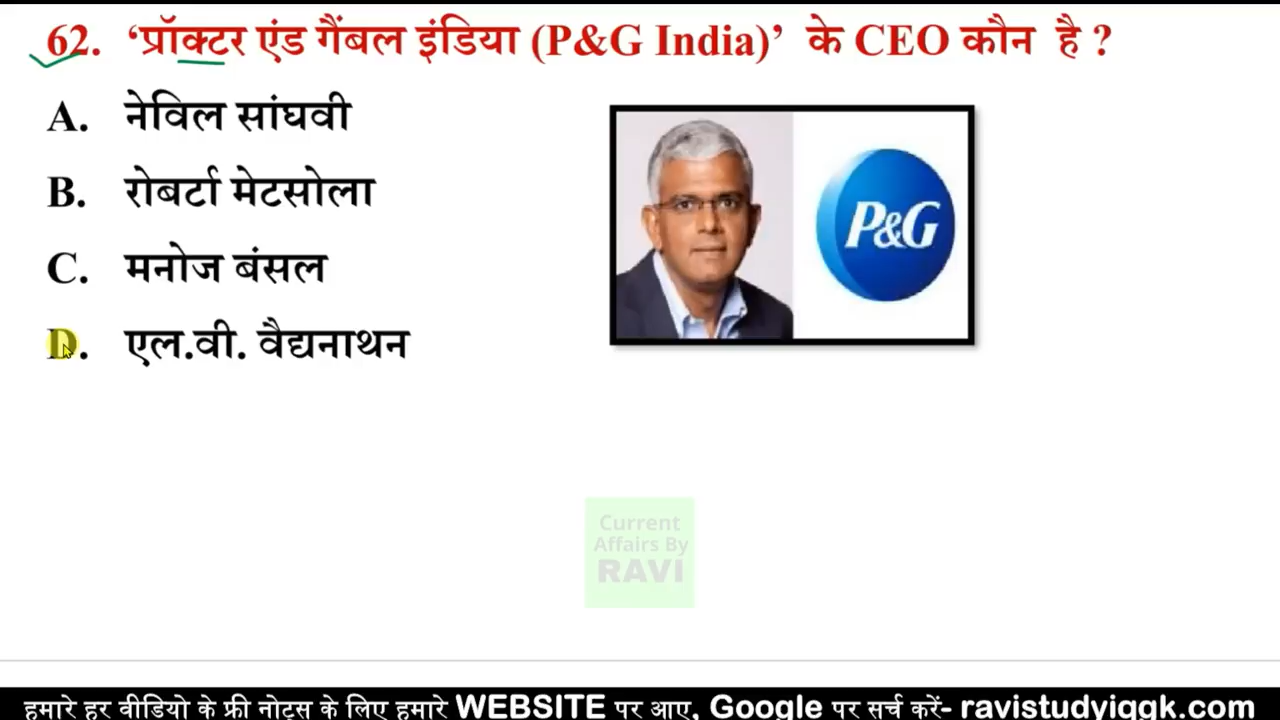 62. ‘प्रॉक्टर एंड गैंबल इंडिया (P&G India)’ के CEO कौन है ?
A. नेविल सांघवी
B. रोबर्टा मेटसोला
C. मनोज बंसल
D. एल.वी. वैद्यनाथन
P&G
Current
Affairs By
RAVI
हमारे हर वीडियो के फ्री नोट्स के लिए हमारे WEBSITE पर आए, Google पर सर्च करें- ravistudyiqgk.com